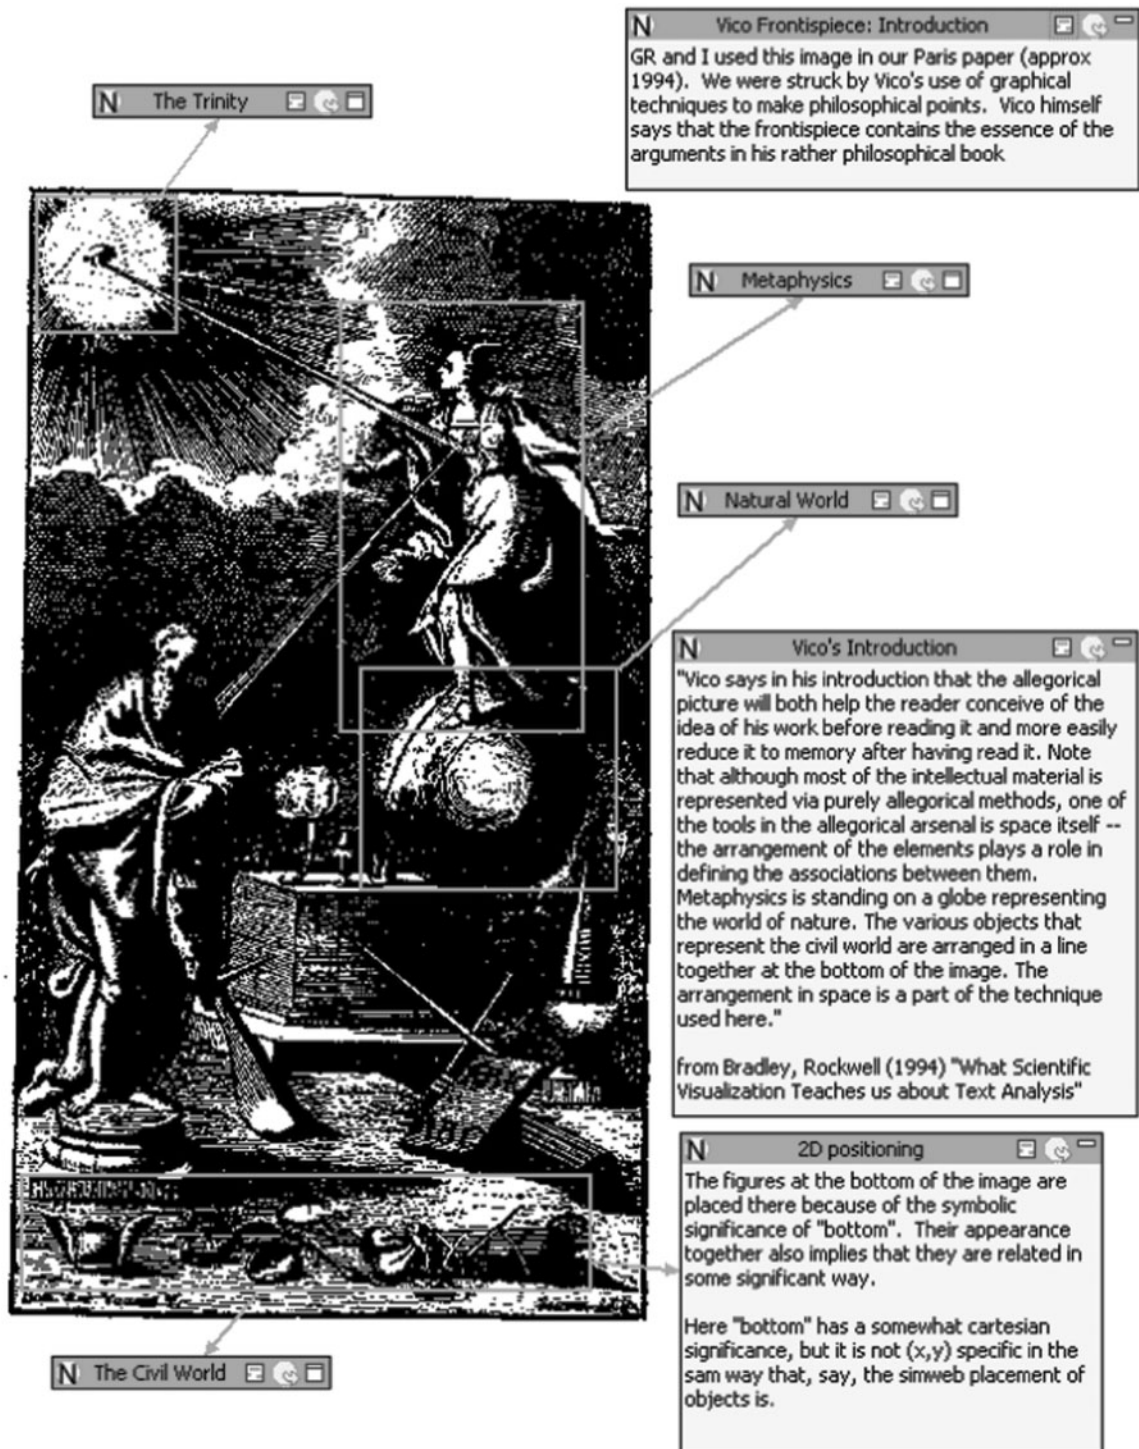 N Vico Frontispiece: Introduction
GR and I used this image in our Paris paper (approx
1994). We were struck by Vico's use of graphical
techniques to make philosophical points. Vico himself
says that the frontispiece contains the essence of the
arguments in his rather philosophical book
N The Trinity
N Metaphysics
N Natural World
N Vico's Introduction
"Vico says in his introduction that the allegorical
picture will both help the reader conceive of the
idea of his work before reading it and more easily
reduce it to memory after having read it. Note
that although most of the intellectual material is
represented via purely allegorical methods, one of
the tools in the allegorical arsenal is space itself --
the arrangement of the elements plays a role in
defining the associations between them.
Metaphysics is standing on a globe representing
the world of nature. The various objects that
represent the civil world are arranged in a line
together at the bottom of the image. The
arrangement in space is a part of the technique
used here."
from Bradley, Rockwell (1994) "What Scientific
Visualization Teaches us about Text Analysis"
N 2D positioning
The figures at the bottom of the image are
placed there because of the symbolic
significance of "bottom". Their appearance
together also implies that they are related in
some significant way.
Here "bottom" has a somewhat cartesian
significance, but it is not (x,y) specific in the
sam way that, say, the simweb placement of
objects is.
N The Civil World